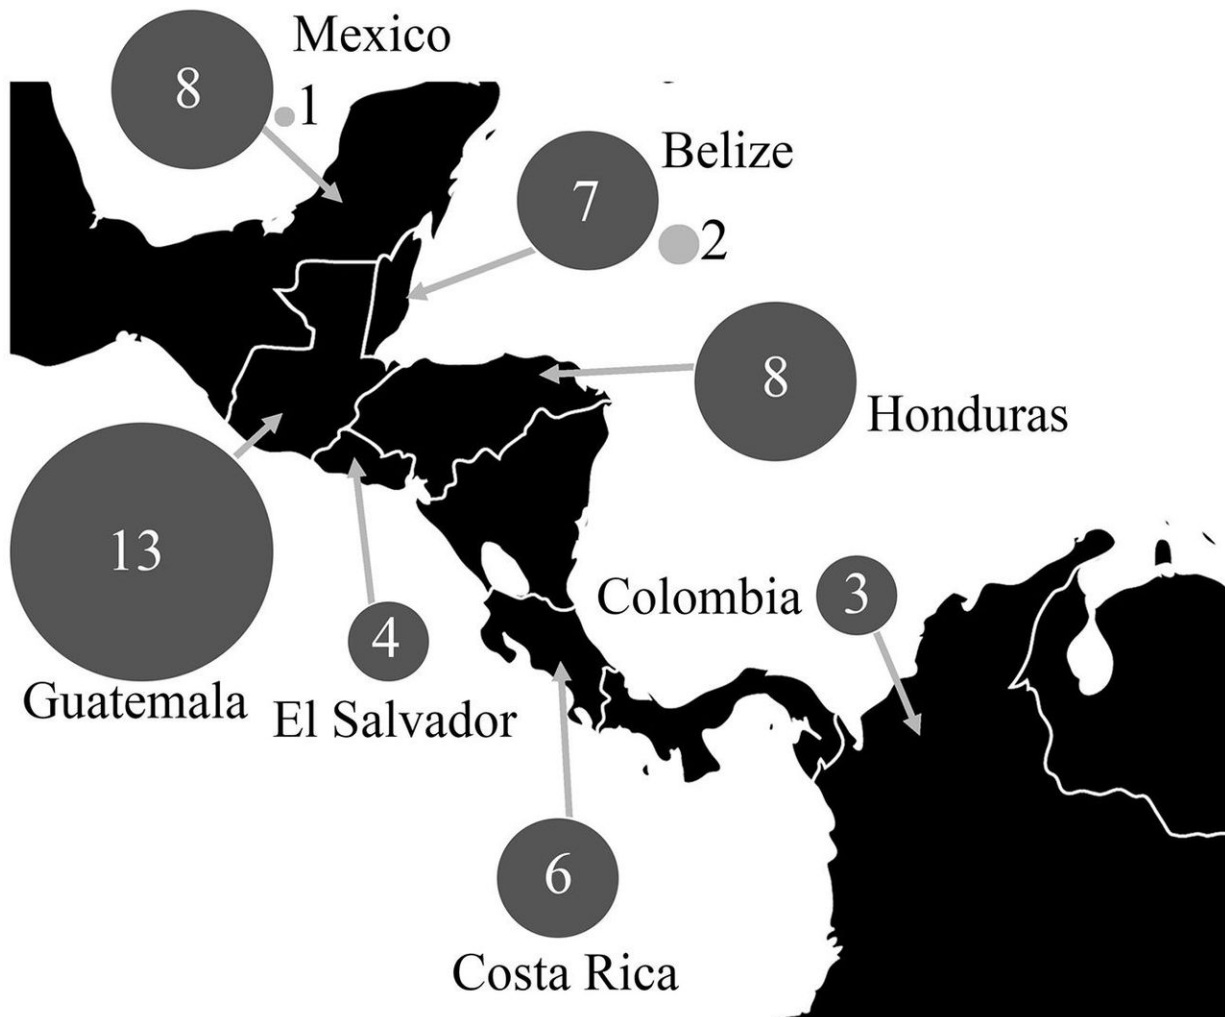 Mexico
8
1
Belize
7
2
8
Honduras
13
Guatemala
4
El Salvador
Colombia
3
6
Costa Rica